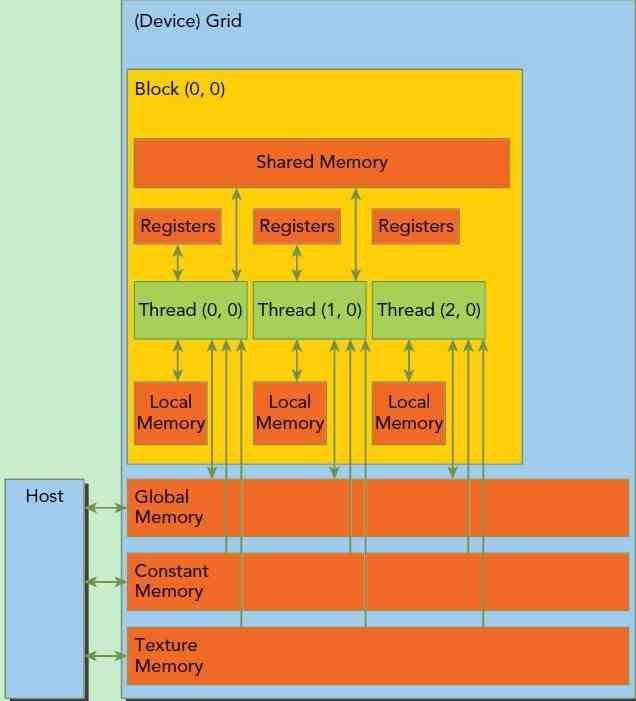 (Device) Grid
Block (0, 0)
Shared Memory
Registers
Registers
Registers
Thread (0, 0)
Thread (1, 0)
Thread (2, 0)
Local
Memory
Local
Memory
Local
Memory
Host
Global
Memory
Constant
Memory
Texture
Memory